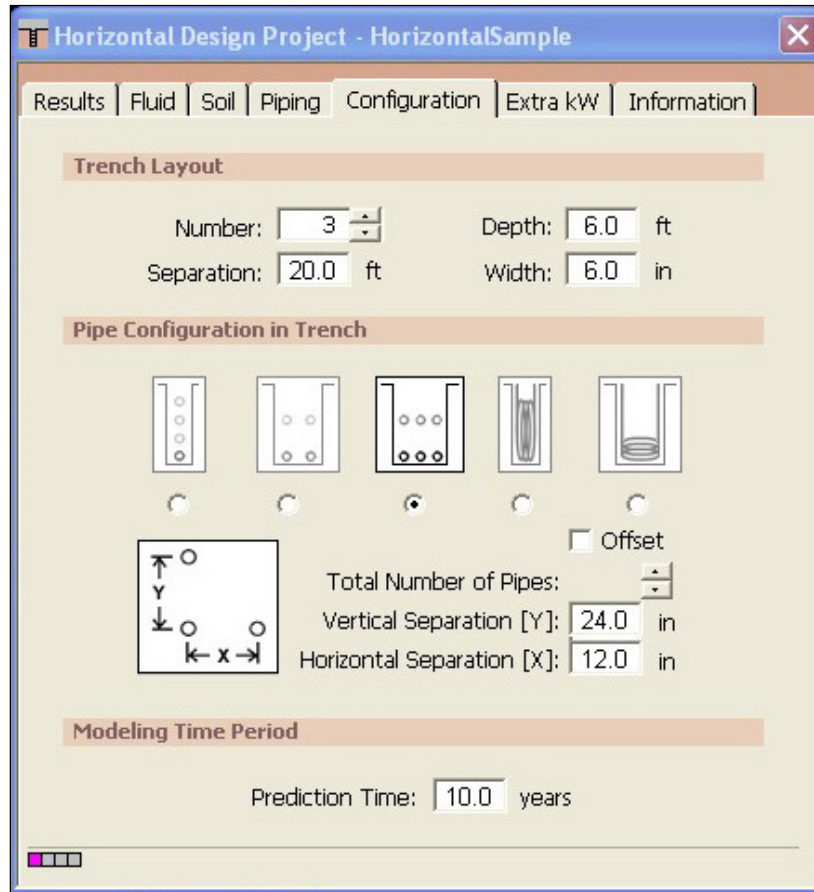 Horizontal Design Project - HorizontalSample
Results Fluid Soil Piping Configuration Extra kW Information
Trench Layout
Number: 3 Depth: 6.0 ft
Separation: 20.0 ft Width: 6.0 in
Pipe Configuration in Trench
Offset
Total Number of Pipes:
Y
Vertical Separation [Y]: 24.0 in
X
Horizontal Separation [X]: 12.0 in
Modeling Time Period
Prediction Time: 10.0 years